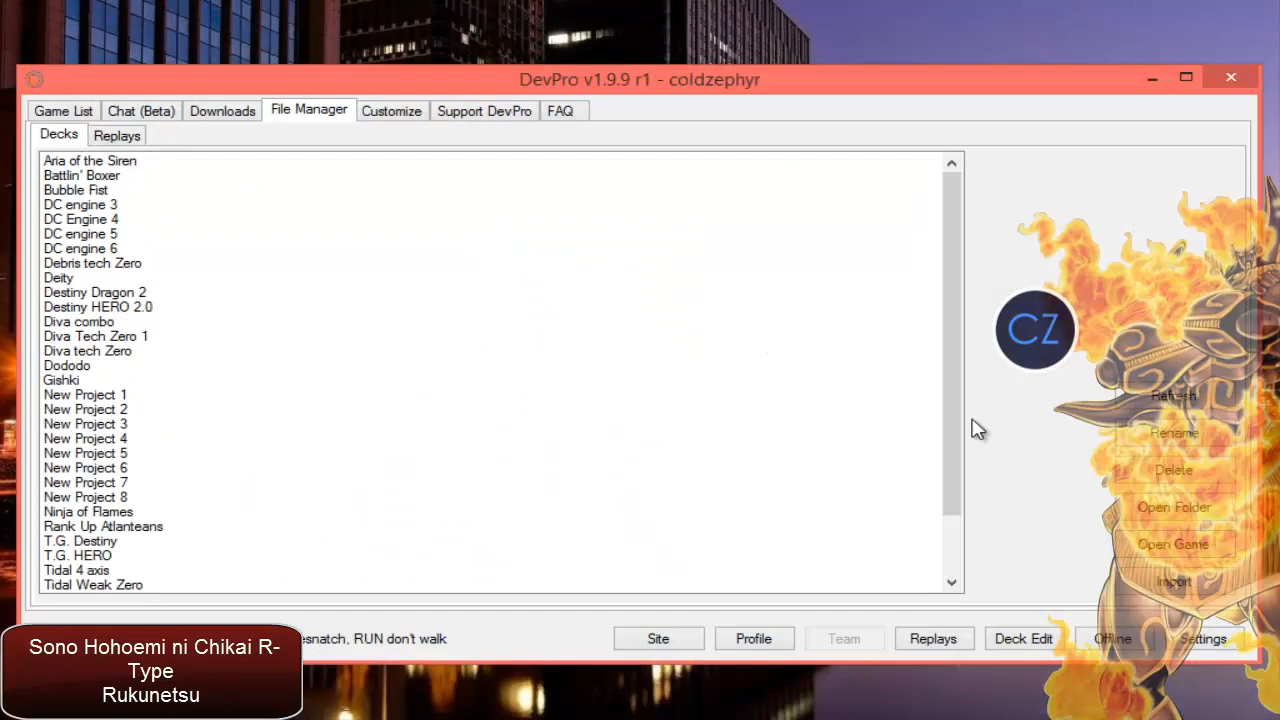 DevPro v1.9.9 r1 - coldzephyr
Game List Chat (Beta) Downloads File Manager Customize Support DevPro FAQ
Decks Replays
Aria of the Siren
Battlin' Boxer
Bubble Fist
DC engine 3
DC Engine 4
DC engine 5
DC engine 6
Debris tech Zero
Deity
Destiny Dragon 2
Destiny HERO 2.0
Diva combo
Diva Tech Zero 1
Diva tech Zero
Dododo
Gishki
New Project 1
New Project 2
New Project 3
New Project 4
New Project 5
New Project 6
New Project 7
New Project 8
Ninja of Flames
Rank Up Atlanteans
T.G. Destiny
T.G. HERO
Tidal 4 axis
Tidal Weak Zero
CZ
Refresh
Rename
Delete
Open Folder
Open Game
Import
esnatch, RUN don't walk
Site Profile Team Replays Deck Edit Offline Settings
Sono Hohoemi ni Chikai R-
Type
Rukunetsu